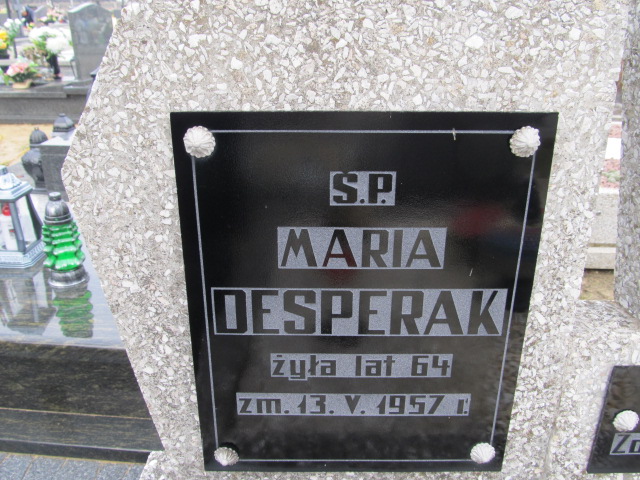 Ś.P.
MARIA
DESPERAK
żyła lat 64
zm. 13. V. 1957 r.